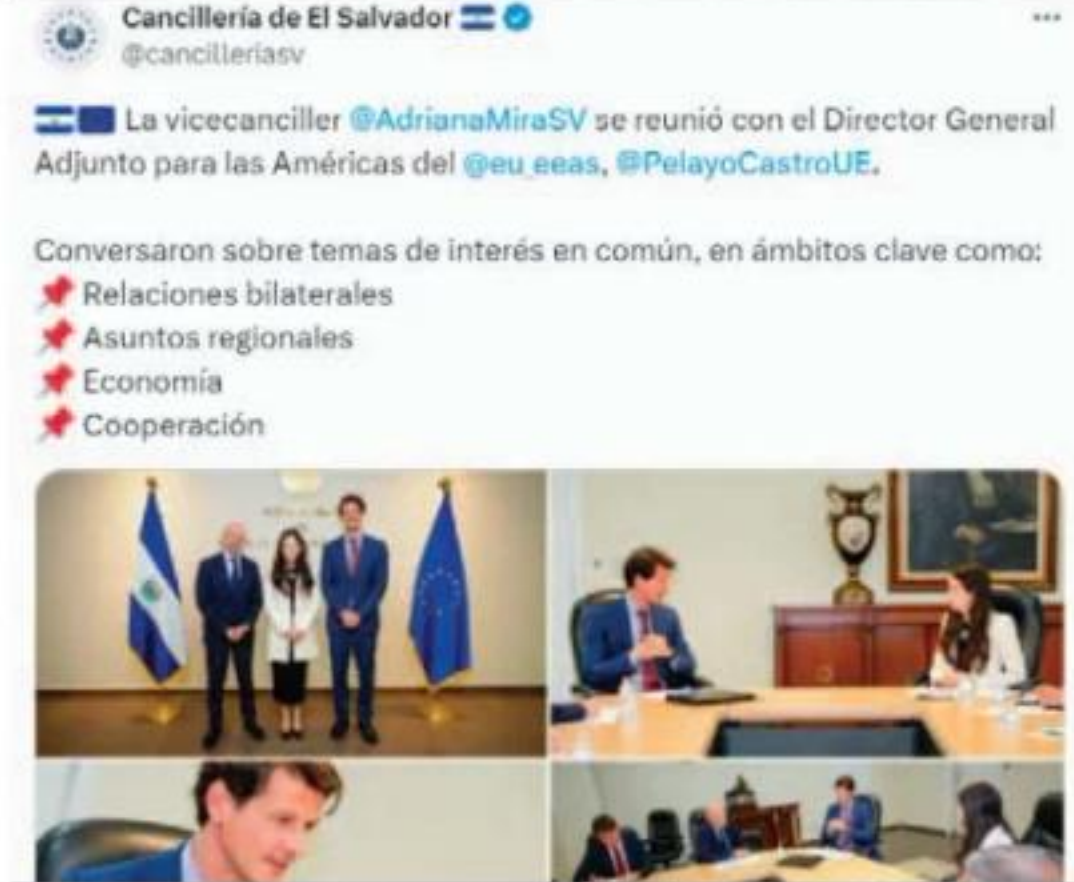 Cancillería de El Salvador
@cancilleriasv
La vicecanciller @AdrianaMiraSV se reunió con el Director General
Adjunto para las Américas del @eu_eeas, @PelayoCastroUE.
Conversaron sobre temas de interés en común, en ámbitos clave como:
Relaciones bilaterales
Asuntos regionales
Economía
Cooperación